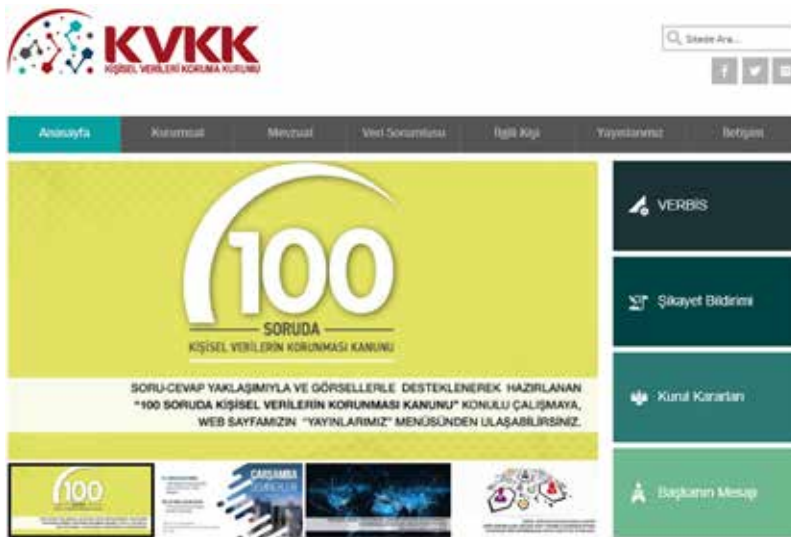 KVKK
KİŞİSEL VERİLERİ KORUMA KURUMU
Sitede Ara...
Anasayfa Kurumsal Mevzuat Veri Sorumlusu İlgili Kişi Yayınlarımız İletişim
100
SORUDA
KİŞİSEL VERİLERİN KORUNMASI KANUNU
SORU-CEVAP YAKLAŞIMIYLA VE GÖRSELLERLE DESTEKLENEREK HAZIRLANAN
“100 SORUDA KİŞİSEL VERİLERİN KORUNMASI KANUNU” KONULU ÇALIŞMAYA,
WEB SAYFAMIZIN “YAYINLARIMIZ” MENÜSÜNDEN ULAŞABİLİRSİNİZ.
VERBİS
Şikayet Bildirimi
Kurul Kararları
Başkanın Mesajı
100
ÇARŞAMBA
SEMİNERLERİ